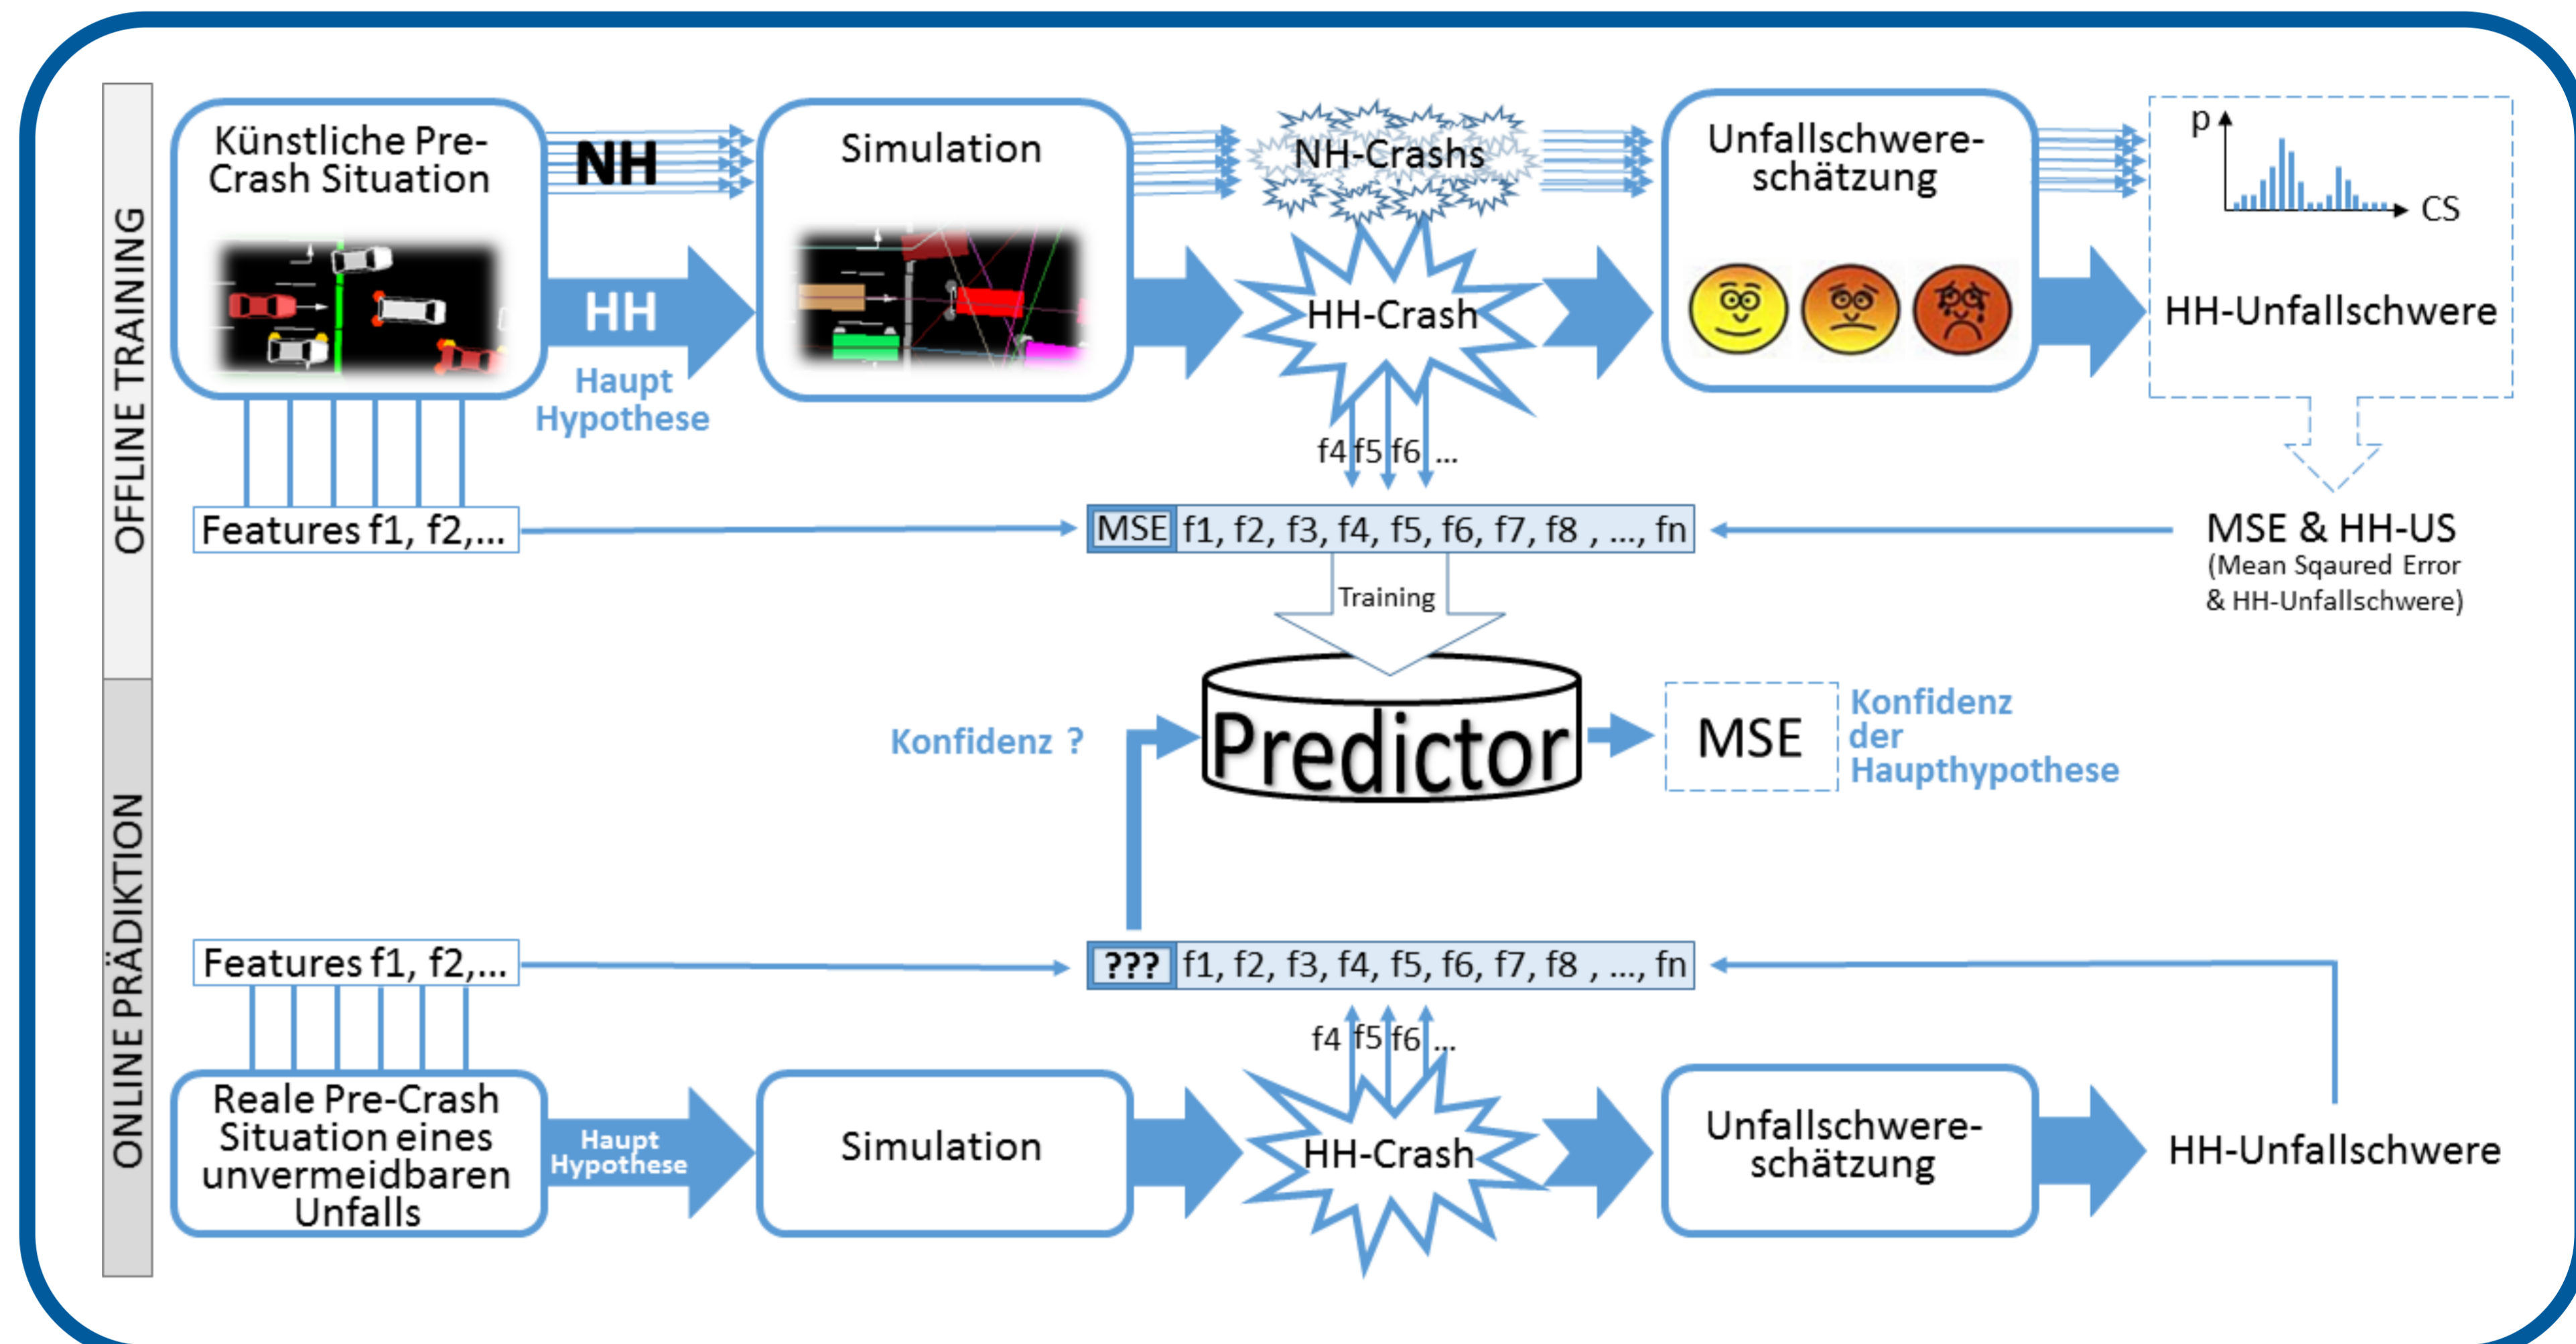 OFFLINE TRAINING
Künstliche Pre-
Crash Situation
NH
HH
Haupt
Hypothese
Simulation
NH-Crashs
HH-Crash
Unfallschwere-
schätzung
p
CS
HH-Unfallschwere
f4 f5 f6 ...
Features f1, f2,...
MSE f1, f2, f3, f4, f5, f6, f7, f8 , ..., fn
MSE & HH-US
(Mean Sqaured Error
& HH-Unfallschwere)
Training
Konfidenz ?
Predictor
MSE
Konfidenz
der
Haupthypothese
ONLINE PRÄDIKTION
Features f1, f2,...
??? f1, f2, f3, f4, f5, f6, f7, f8 , ..., fn
f4 f5 f6 ...
Reale Pre-Crash
Situation eines
unvermeidbaren
Unfalls
Haupt
Hypothese
Simulation
HH-Crash
Unfallschwere-
schätzung
HH-Unfallschwere